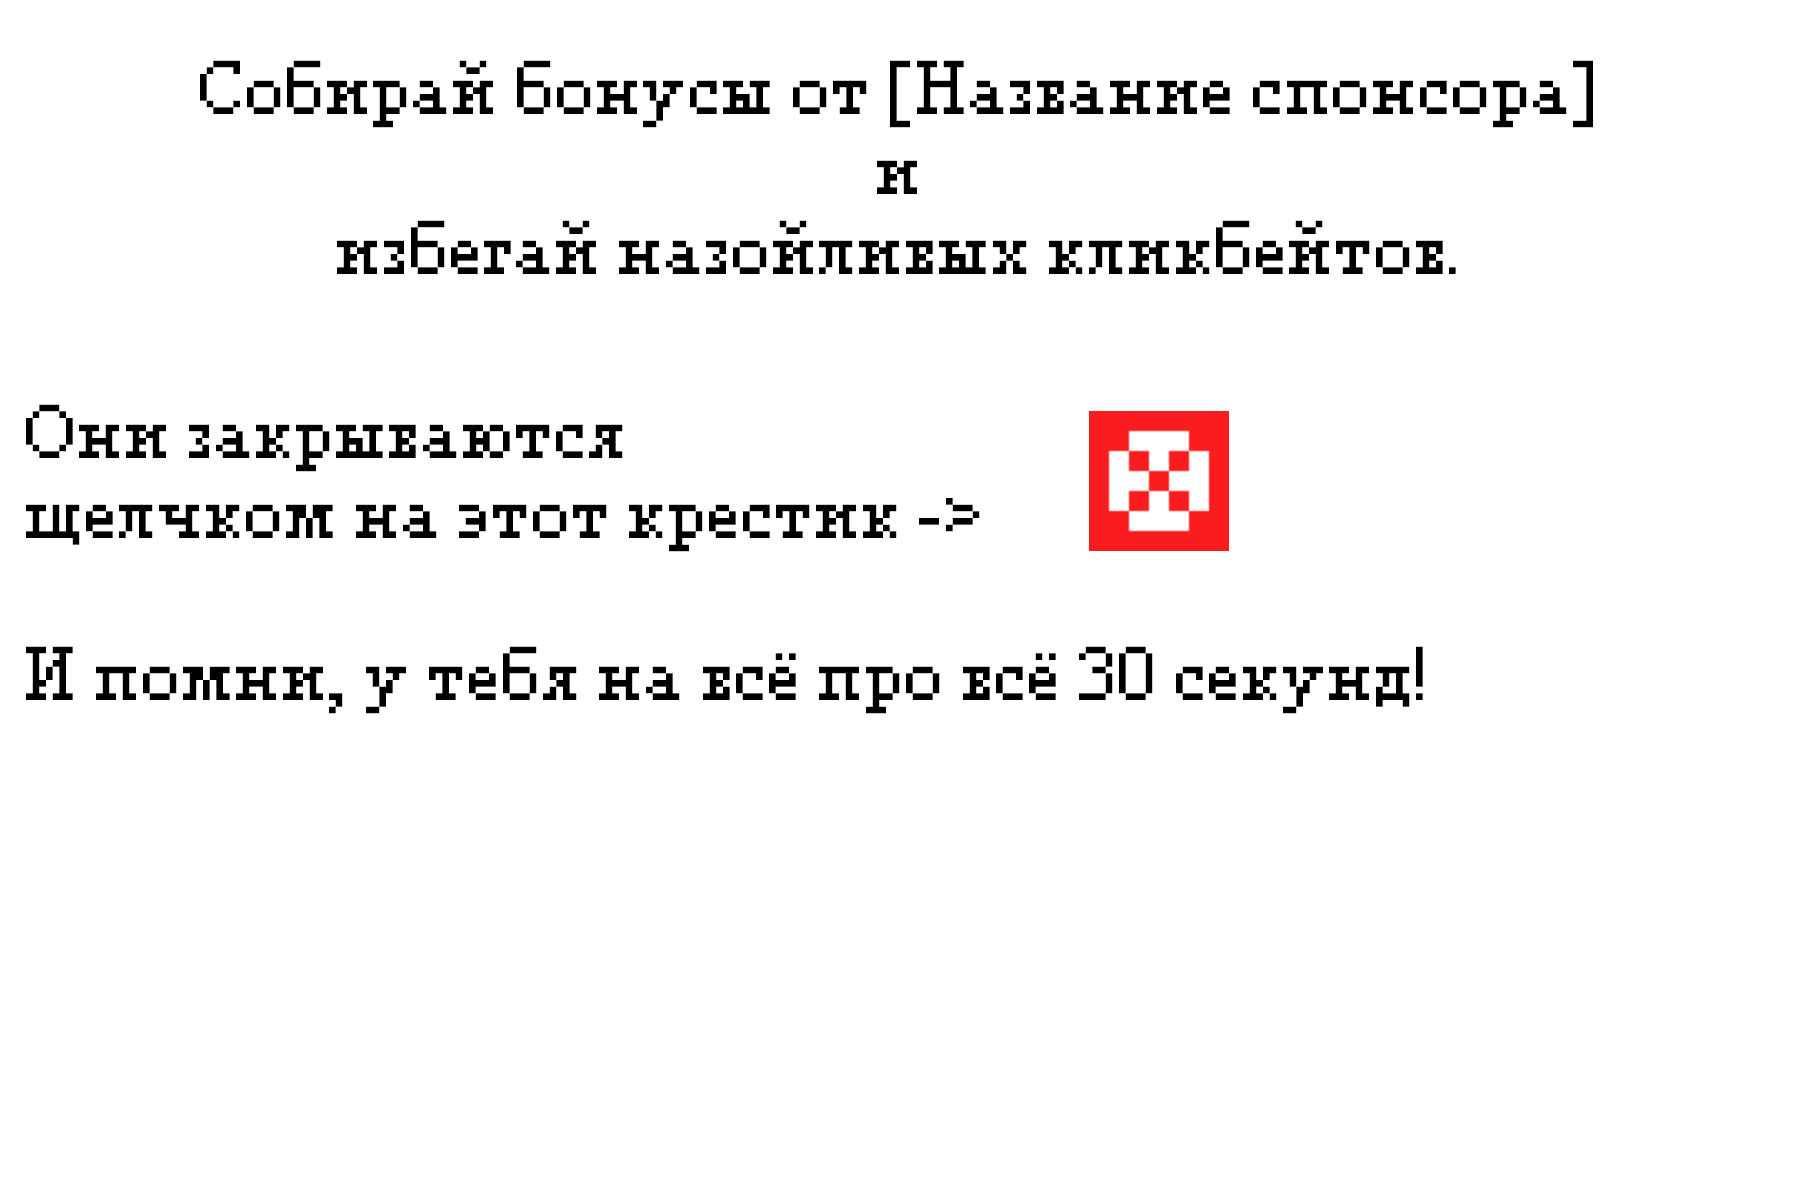 Собирай бонусы от [Название спонсора]
и
избегай назойливых кликбейтов.
Они закрываются
щелчком на этот крестик ->
И помни, у тебя на всё про всё 30 секунд!